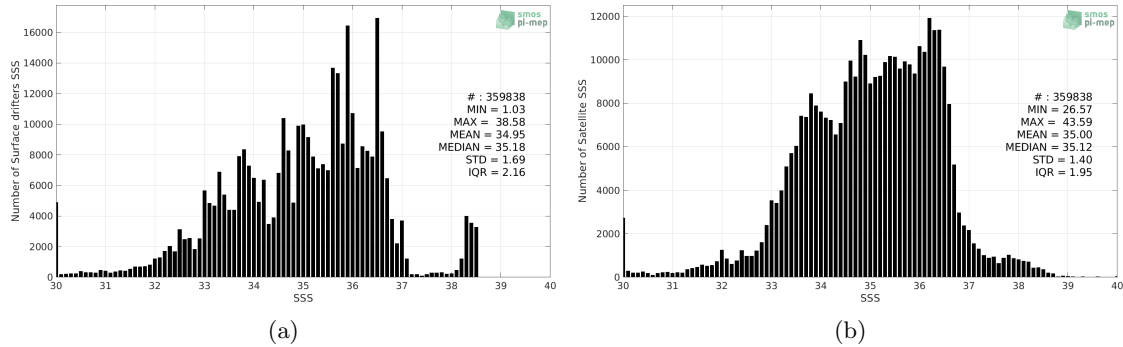 Number of Surface drifters SSS
16000
14000
12000
10000
8000
6000
4000
2000
0
smos
pi-mep
# : 359838
MIN = 1.03
MAX = 38.58
MEAN = 34.95
MEDIAN = 35.18
STD = 1.69
IQR = 2.16
30 31 32 33 34 35 36 37 38 39 40
SSS
(a)
Number of Satellite SSS
12000
10000
8000
6000
4000
2000
0
smos
pi-mep
# : 359838
MIN = 26.57
MAX = 43.59
MEAN = 35.00
MEDIAN = 35.12
STD = 1.40
IQR = 1.95
30 31 32 33 34 35 36 37 38 39 40
SSS
(b)